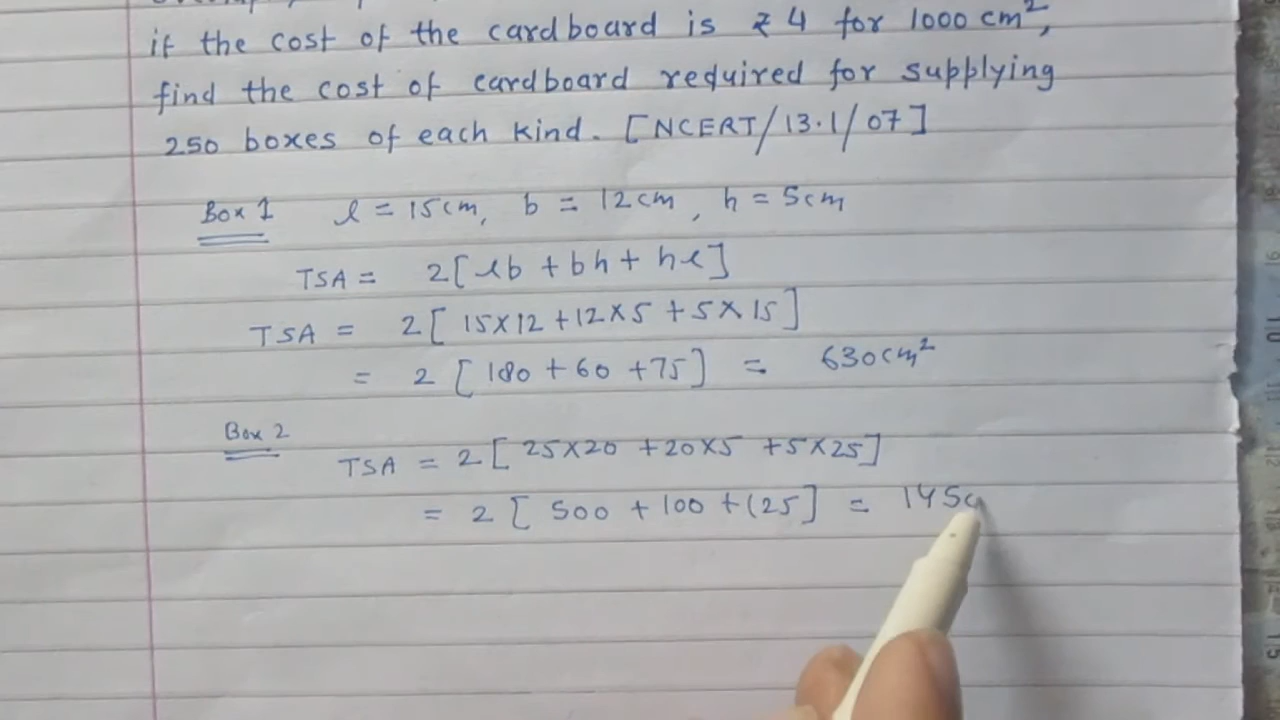 if the cost of the cardboard is ₹ 4 for 1000 cm²,
find the cost of cardboard required for supplying
250 boxes of each kind. [NCERT/13.1/07]
Box 1 l = 15cm, b = 12cm, h = 5cm
TSA = 2[lb + bh + hl]
TSA = 2[15×12 + 12×5 + 5×15]
= 2 [180 + 60 + 75] = 630cm²
Box 2
TSA = 2[25×20 + 20×5 + 5×25]
= 2 [500 + 100 + 125] = 1450